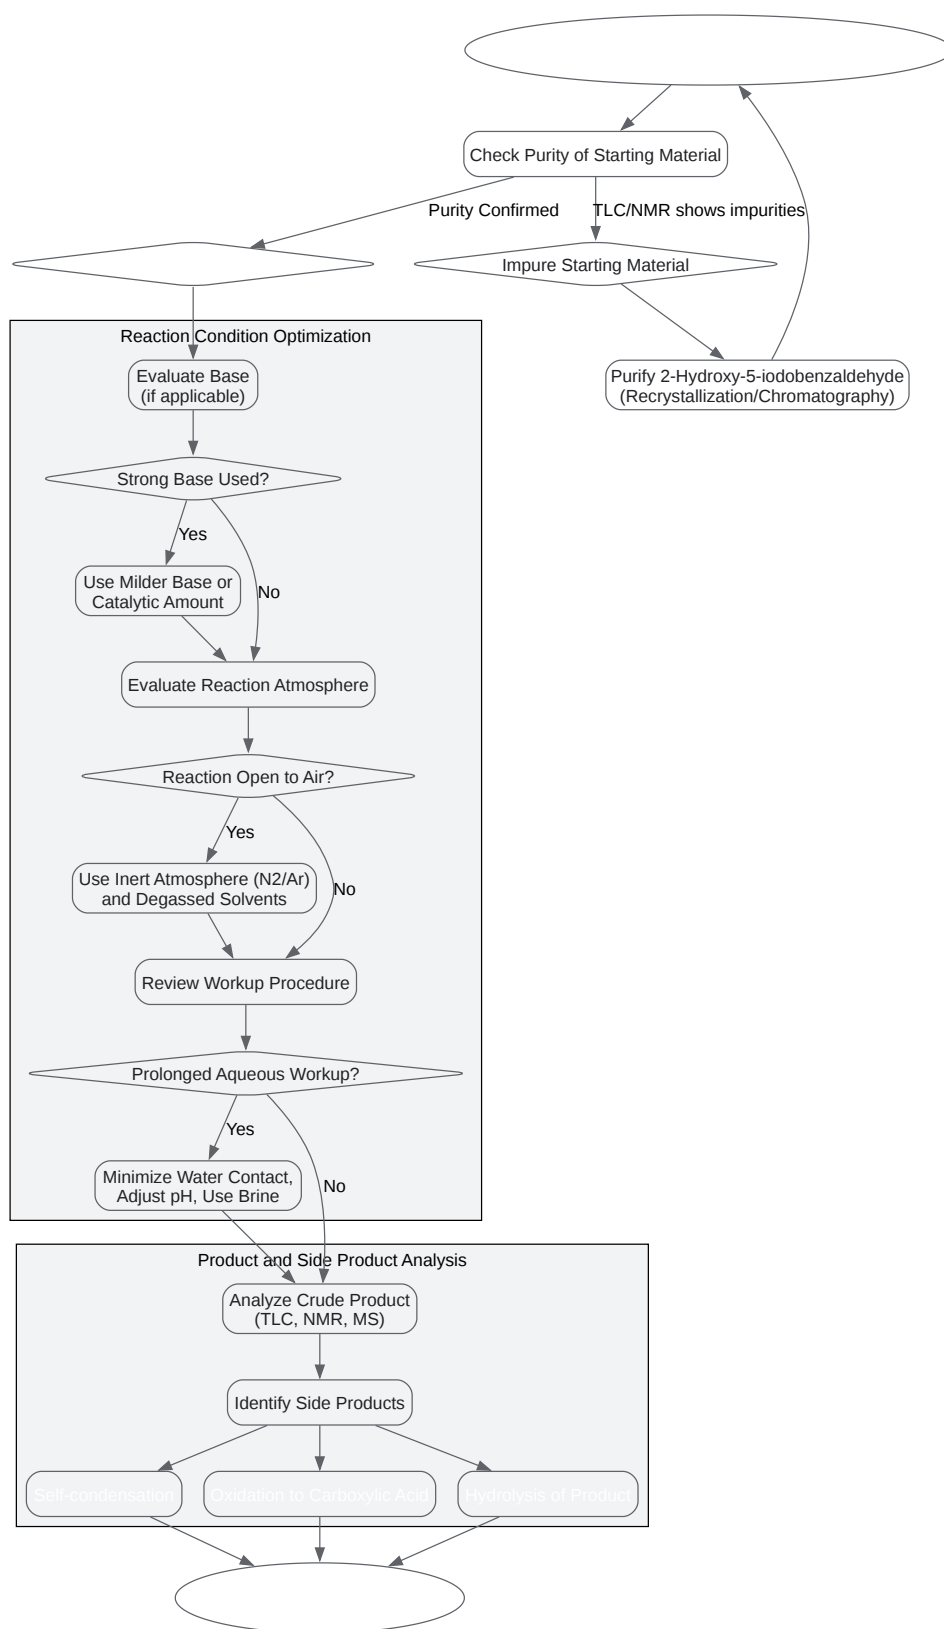 Check Purity of Starting Material
Purity Confirmed
TLC/NMR shows impurities
Impure Starting Material
Reaction Condition Optimization
Evaluate Base
(if applicable)
Purify 2-Hydroxy-5-iodobenzaldehyde
(Recrystallization/Chromatography)
Strong Base Used?
Yes
Use Milder Base or
Catalytic Amount
No
Evaluate Reaction Atmosphere
Reaction Open to Air?
Yes
Use Inert Atmosphere (N2/Ar)
and Degassed Solvents
No
Review Workup Procedure
Prolonged Aqueous Workup?
Yes
Minimize Water Contact,
Adjust pH, Use Brine
No
Product and Side Product Analysis
Analyze Crude Product
(TLC, NMR, MS)
Identify Side Products
Self-condensation
Oxidation to Carboxylic Acid
Hydrolysis of Product